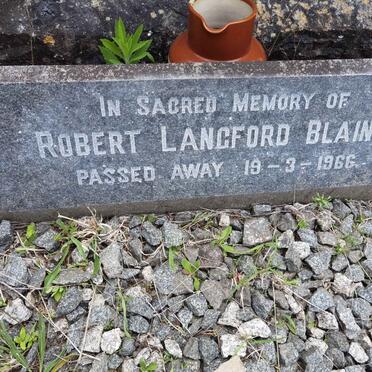 IN SACRED MEMORY OF
ROBERT LANGFORD BLAIN
PASSED AWAY 19-3-1966